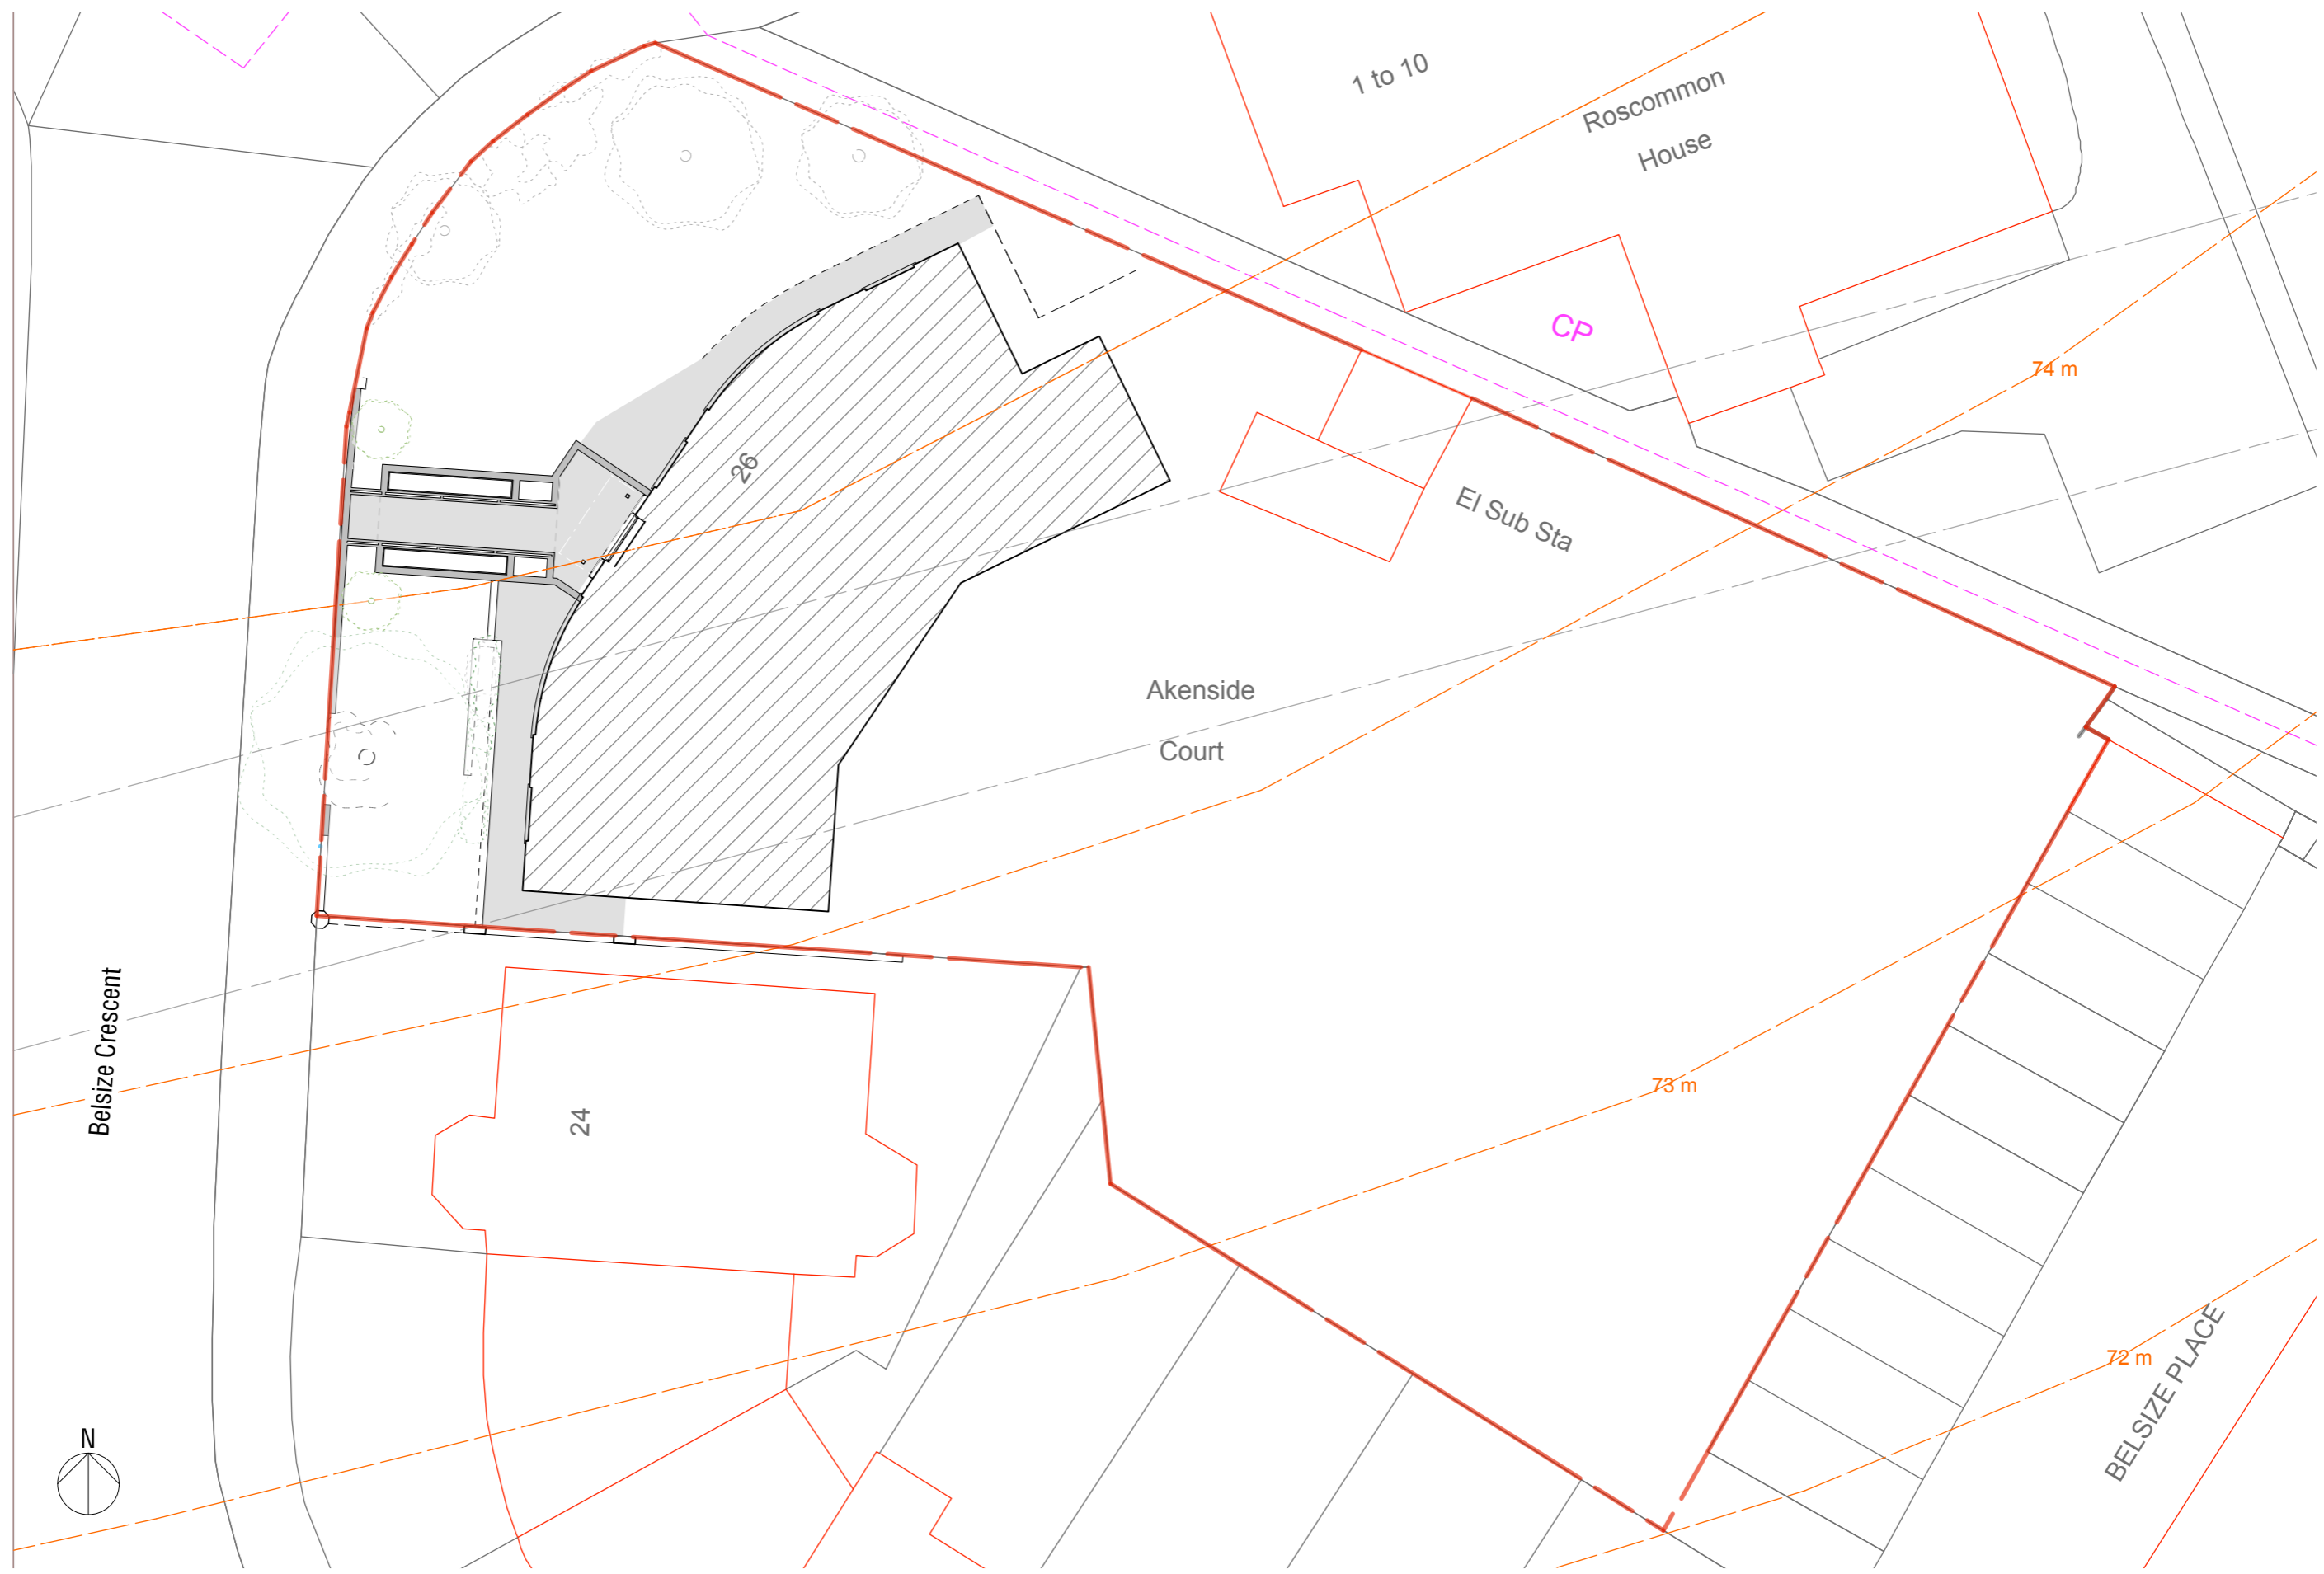 1 to 10
Roscommon
House
CP
74 m
26
El Sub Sta
Akenside
Court
Belsize Crescent
73 m
24
72 m
BELSIZE PLACE
N